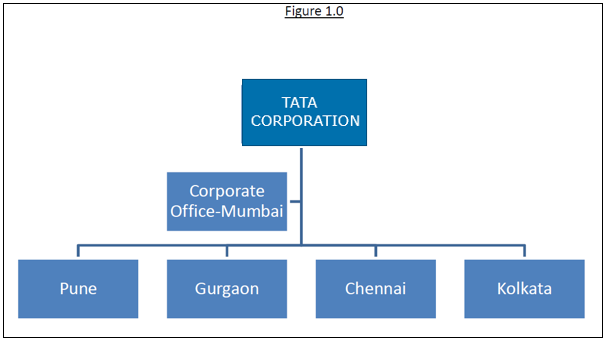 Figure 1.0
TATA
CORPORATION
Corporate
Office-Mumbai
Pune
Gurgaon
Chennai
Kolkata